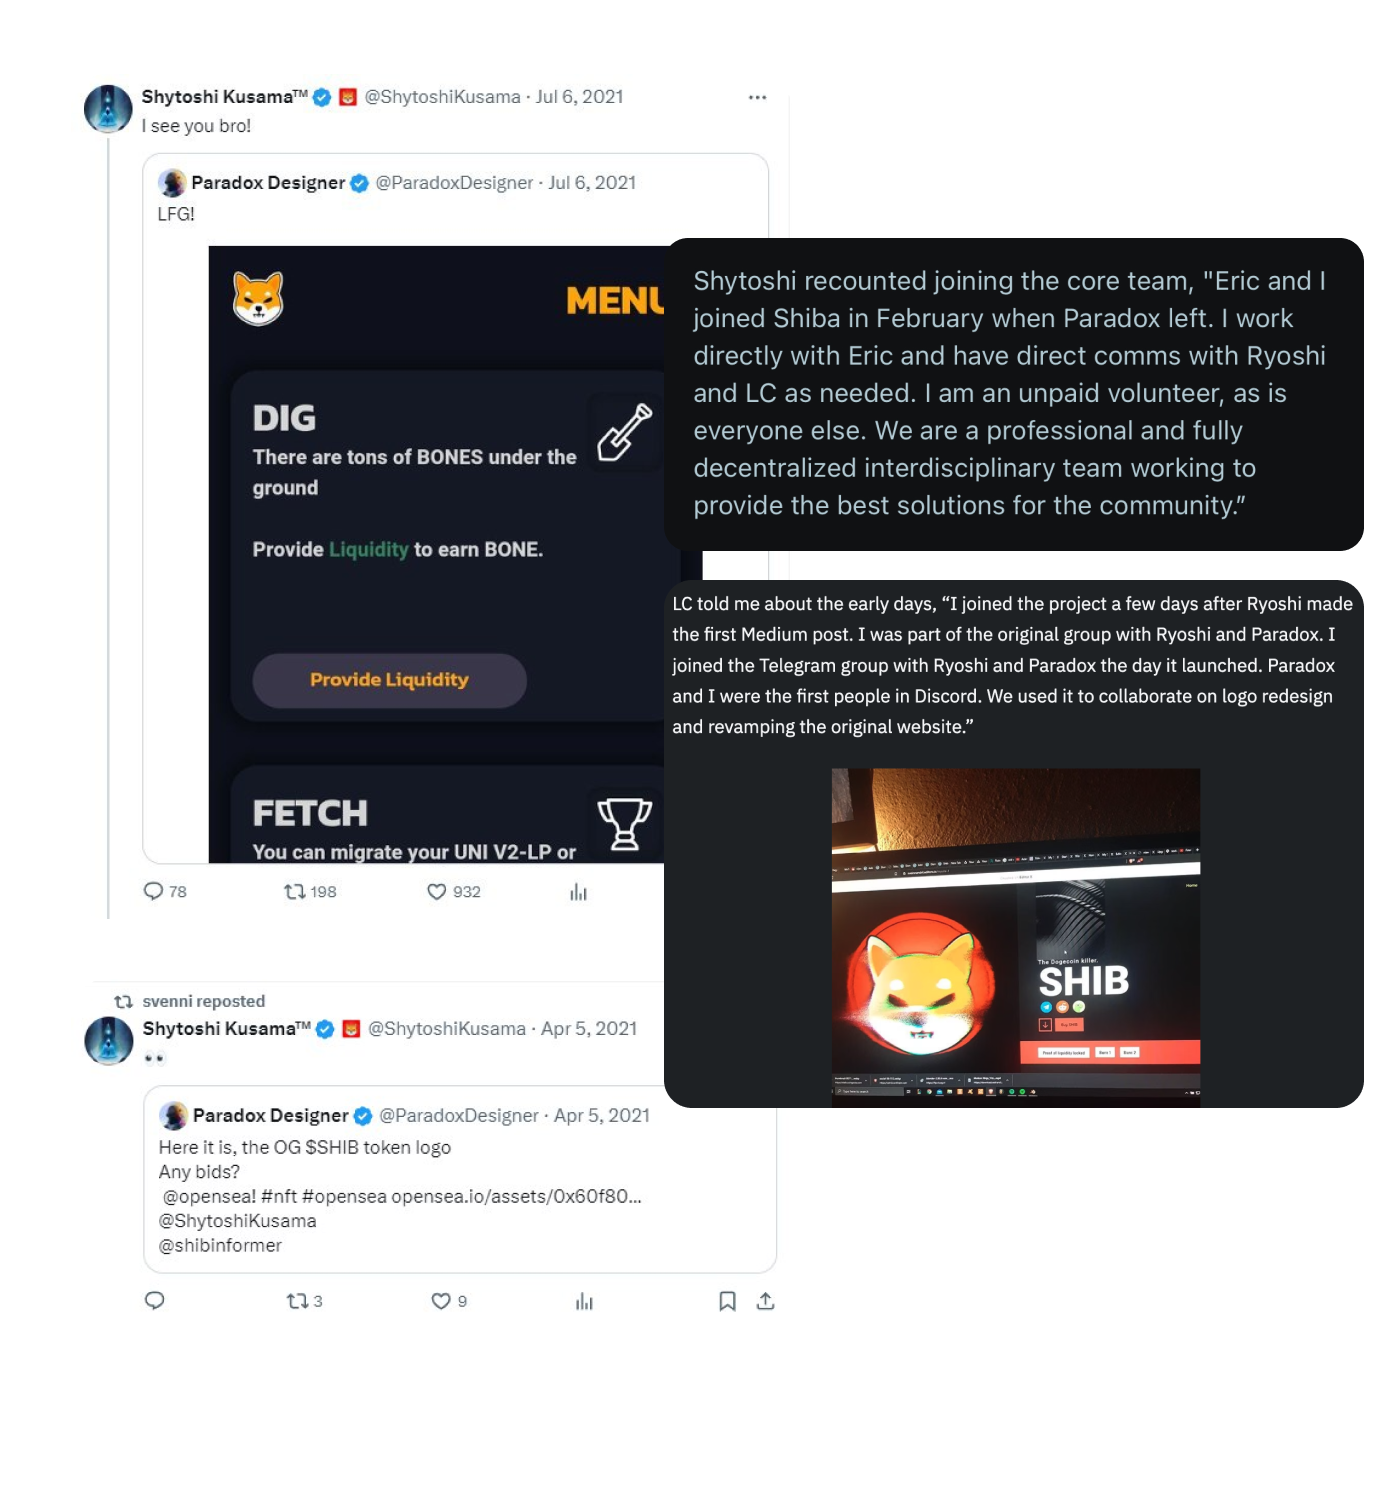 Shytoshi Kusama™ @ShytoshiKusama · Jul 6, 2021
I see you bro!
Paradox Designer @ParadoxDesigner · Jul 6, 2021
LFG!
MENU
DIG
There are tons of BONES under the
ground
Provide Liquidity to earn BONE.
Provide Liquidity
FETCH
You can migrate your UNI V2-LP or
78 198 932
svenni reposted
Shytoshi Kusama™ @ShytoshiKusama · Apr 5, 2021
Paradox Designer @ParadoxDesigner · Apr 5, 2021
Here it is, the OG $SHIB token logo
Any bids?
@opensea! #nft #opensea opensea.io/assets/0x60f80...
@ShytoshiKusama
@shibinformer
3 9
Shytoshi recounted joining the core team, "Eric and I
joined Shiba in February when Paradox left. I work
directly with Eric and have direct comms with Ryoshi
and LC as needed. I am an unpaid volunteer, as is
everyone else. We are a professional and fully
decentralized interdisciplinary team working to
provide the best solutions for the community.”
LC told me about the early days, “I joined the project a few days after Ryoshi made
the first Medium post. I was part of the original group with Ryoshi and Paradox. I
joined the Telegram group with Ryoshi and Paradox the day it launched. Paradox
and I were the first people in Discord. We used it to collaborate on logo redesign
and revamping the original website.”
Home
The Dogecoin killer.
SHIB
Buy SHIB